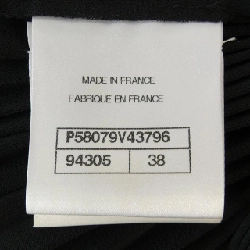 MADE IN FRANCE
FABRIQUE EN FRANCE
P58079V43796
94305 38